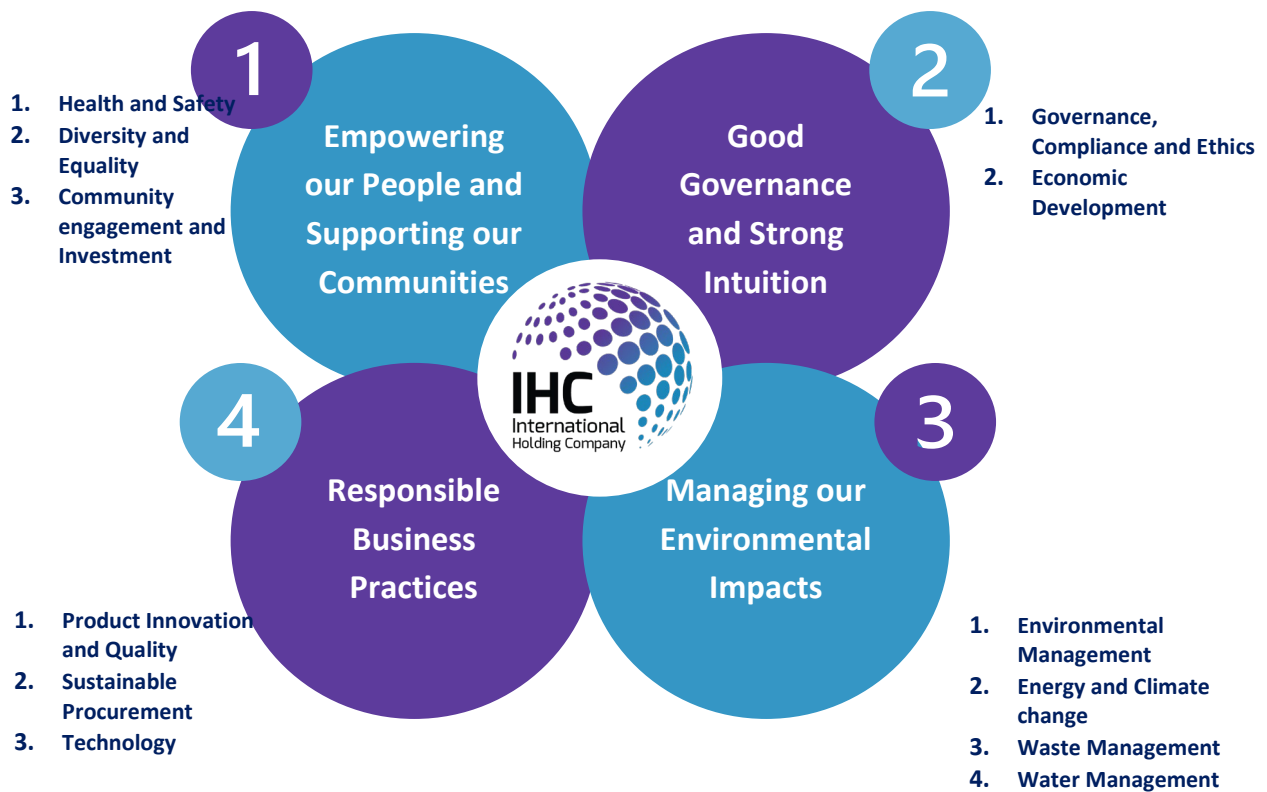 1
Empowering
our People and
Supporting our
Communities
1. Health and Safety
2. Diversity and
Equality
3. Community
engagement and
Investment
2
Good
Governance
and Strong
Intuition
1. Governance,
Compliance and Ethics
2. Economic
Development
IHC
International
Holding Company
4
Responsible
Business
Practices
1. Product Innovation
and Quality
2. Sustainable
Procurement
3. Technology
3
Managing our
Environmental
Impacts
1. Environmental
Management
2. Energy and Climate
change
3. Waste Management
4. Water Management